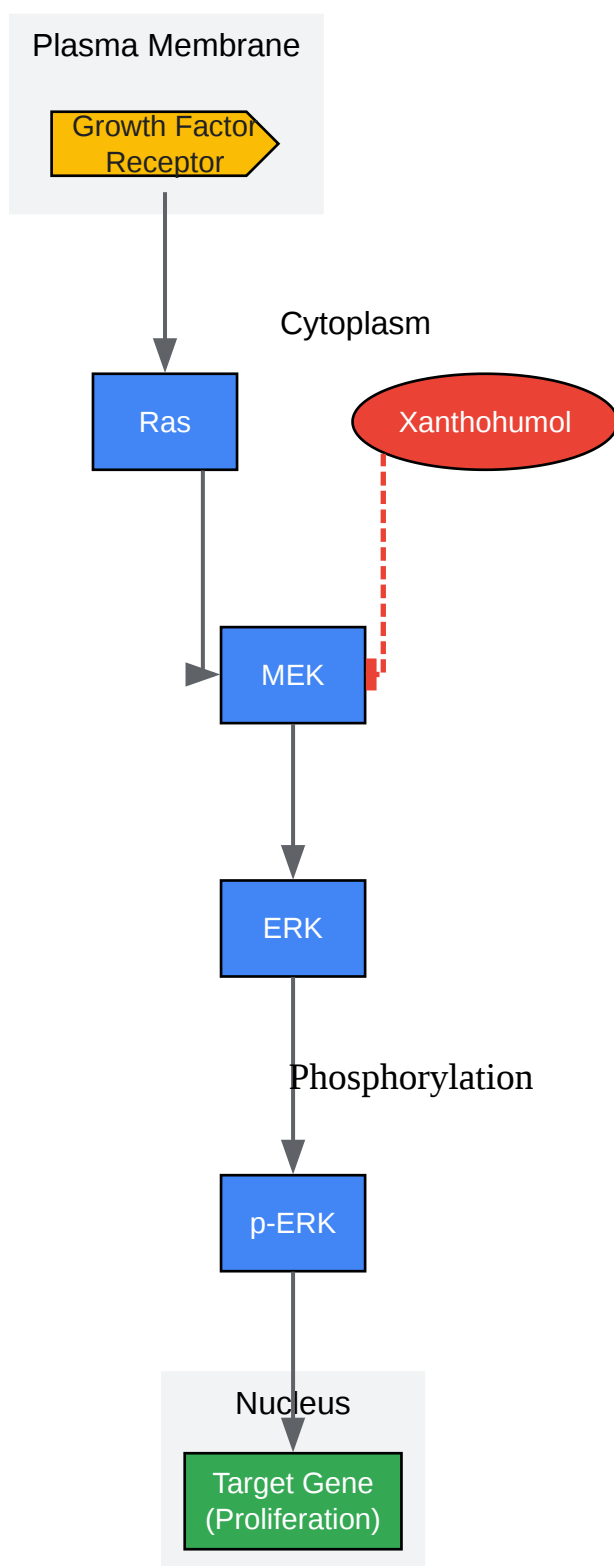 Plasma Membrane
Growth Factor
Receptor
Cytoplasm
Ras
Xanthohumol
MEK
ERK
Phosphorylation
p-ERK
Nucleus
Target Gene
(Proliferation)